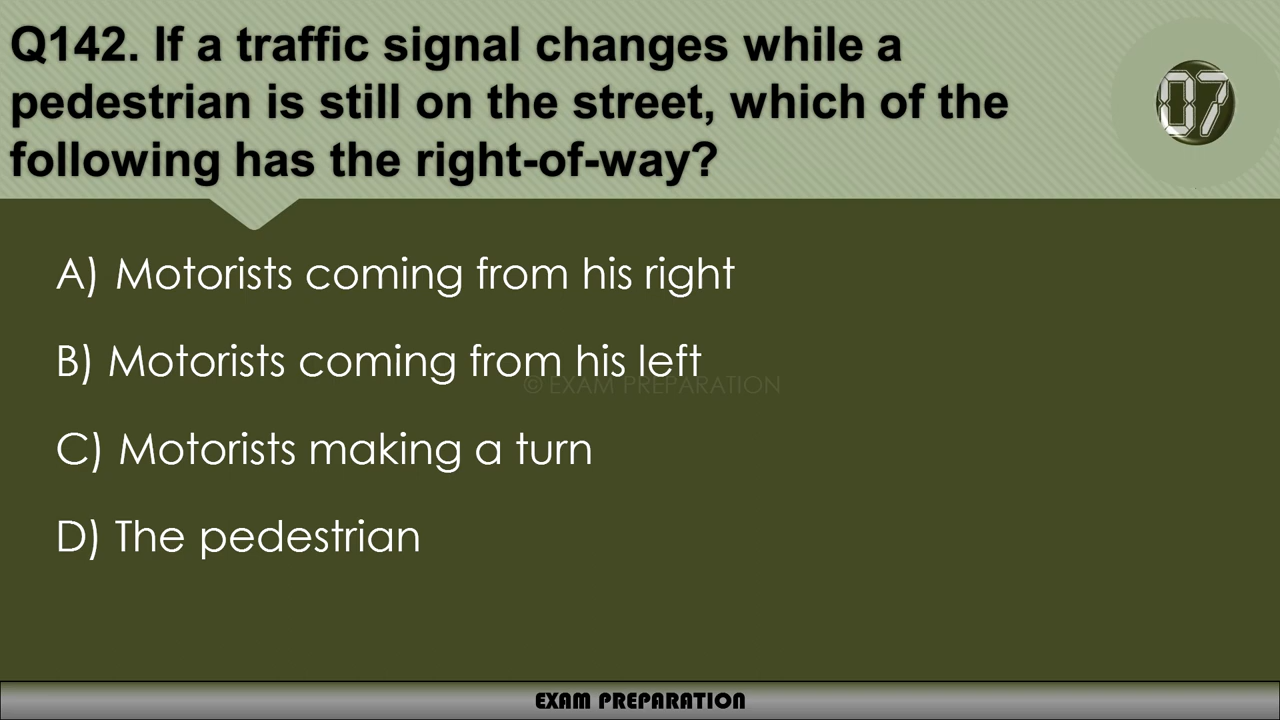 Q142. If a traffic signal changes while a
pedestrian is still on the street, which of the
following has the right-of-way?
07
A) Motorists coming from his right
B) Motorists coming from his left
© EXAM PREPARATION
C) Motorists making a turn
D) The pedestrian
EXAM PREPARATION